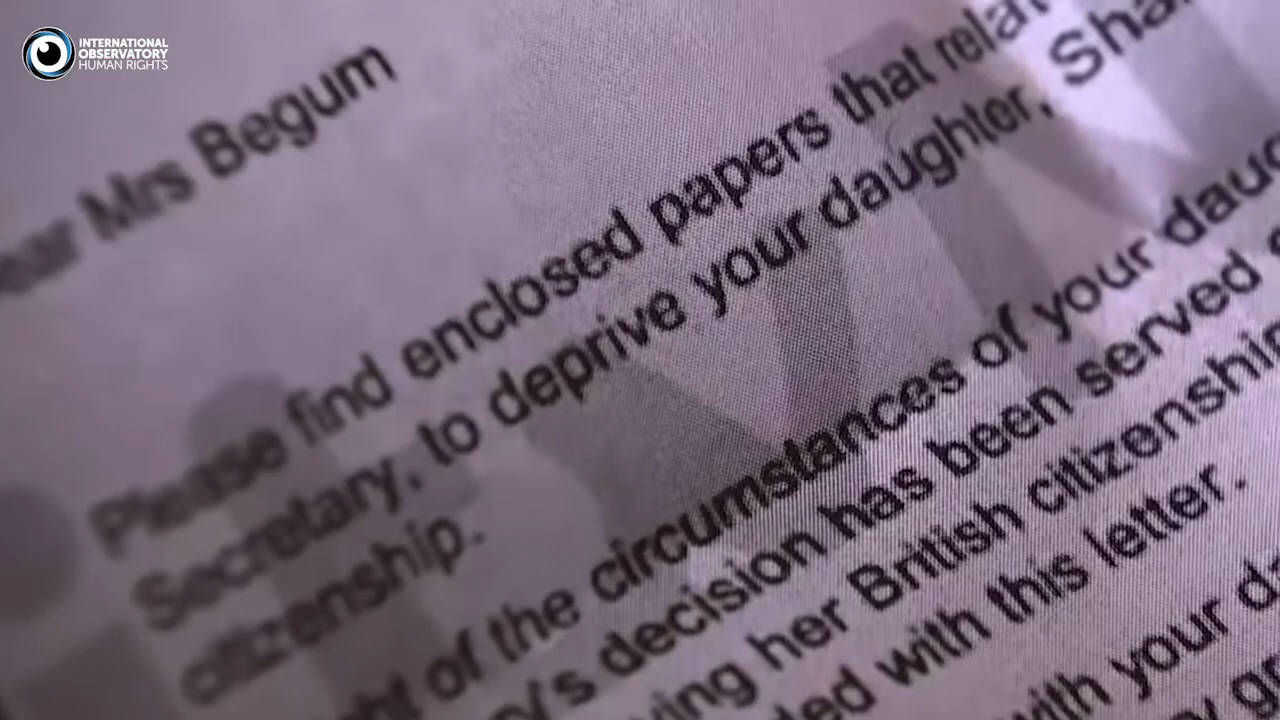 INTERNATIONAL
OBSERVATORY
HUMAN RIGHTS
Mrs Begum
Please find enclosed papers that
Secretary, to deprive your daughter,
citizenship.
of the circumstances of your
decision has been served
her British
with this letter.
with your